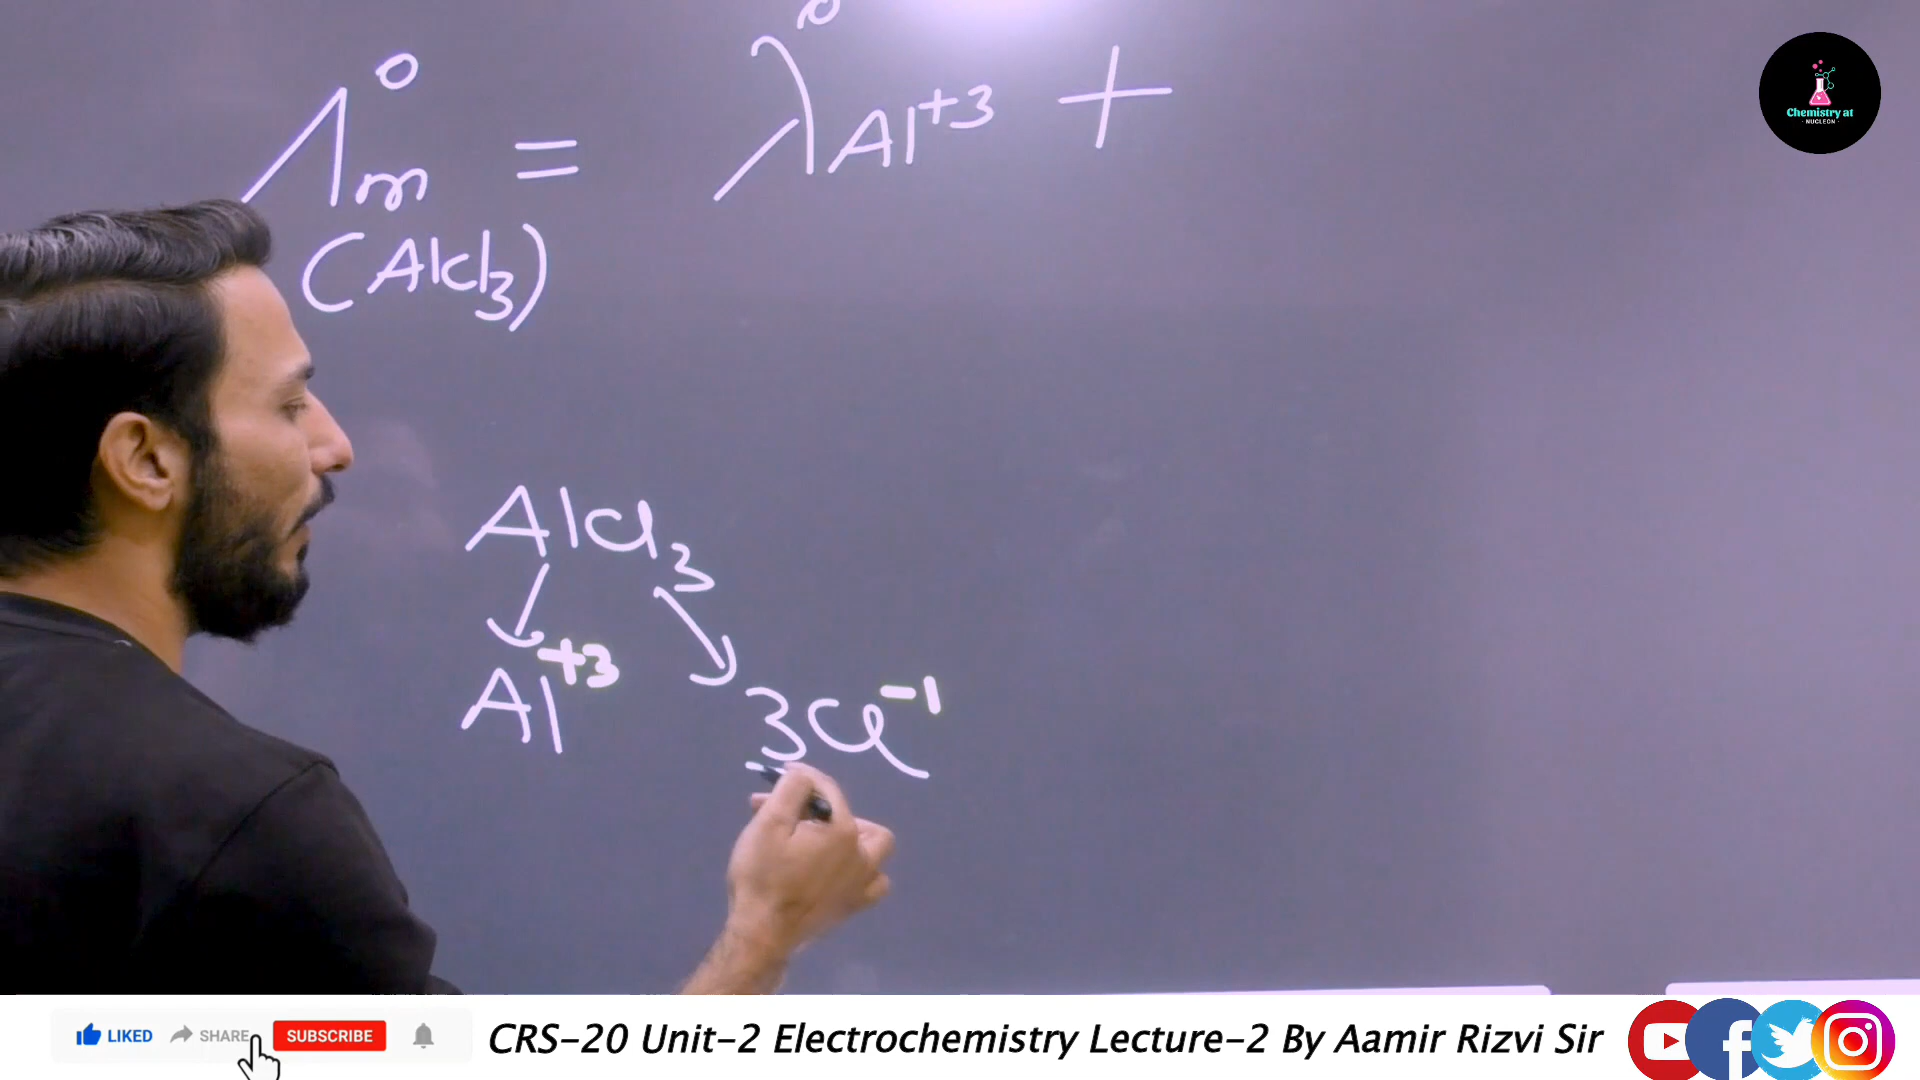 Λ°m = λ°Al+3 +
(AlCl3)
AlCl3
Al+3 3Cl-1
Chemistry at
NUCLEON
LIKED SHARE SUBSCRIBE CRS-20 Unit-2 Electrochemistry Lecture-2 By Aamir Rizvi Sir